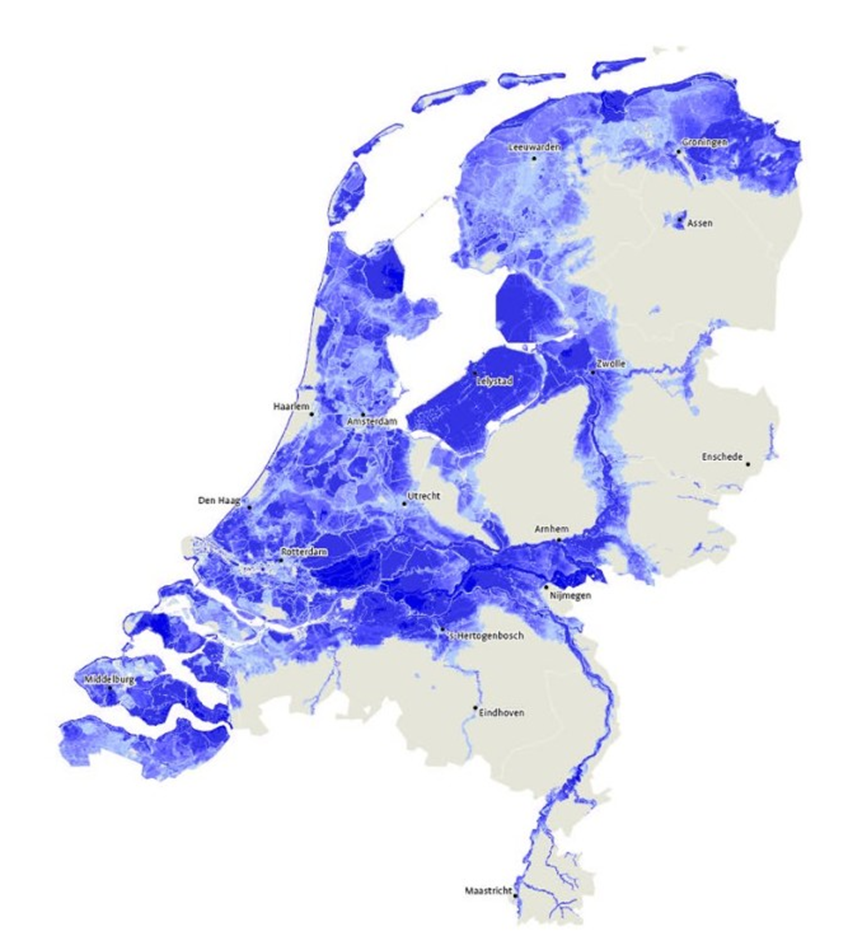 Leeuwarden
Groningen
Assen
Zwolle
Lelystad
Haarlem
Amsterdam
Enschede
Den Haag
Utrecht
Arnhem
Rotterdam
Nijmegen
's-Hertogenbosch
Middelburg
Eindhoven
Maastricht